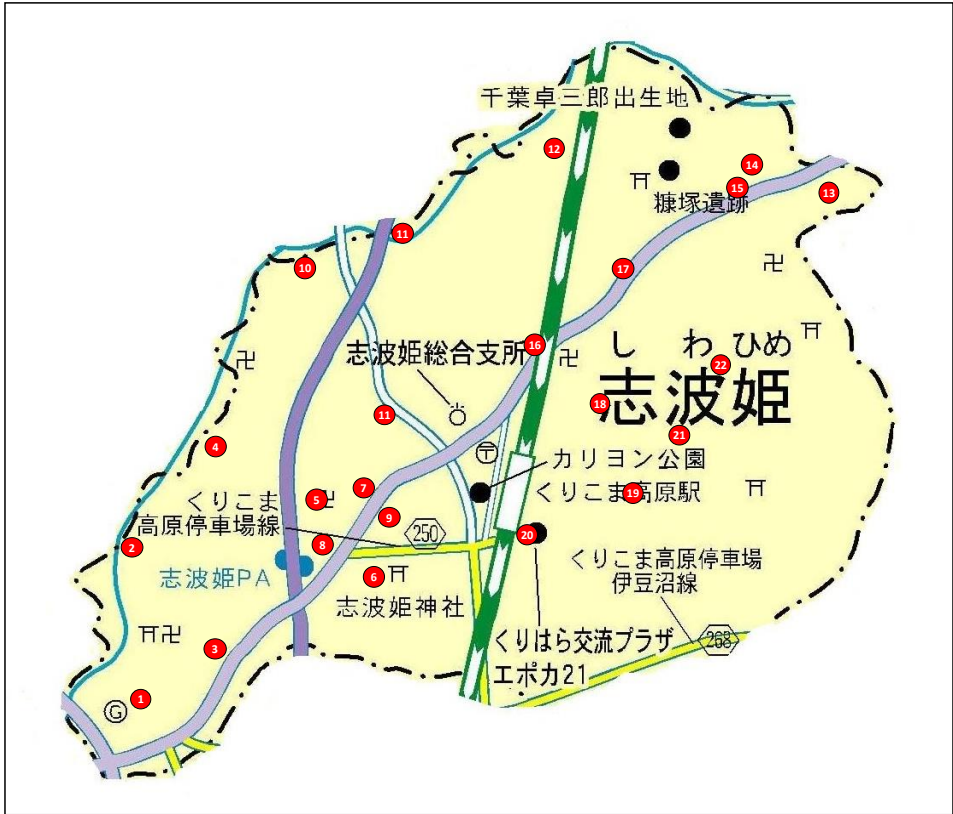 千葉卓三郎出生地
12
14
15
13
糠塚遺跡
11
10
17
16
志波姫総合支所
しわひめ
志波姫
22
18
11
21
4
カリヨン公園
7
くりこま高原駅
19
5
くりこま
高原停車場線
9
250
20
2
8
志波姫PA
6
志波姫神社
くりこま高原停車場
伊豆沼線
268
くりはら交流プラザ
エポカ21
3
1
G